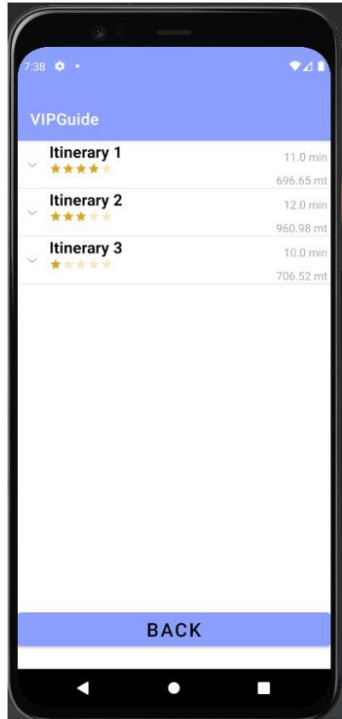 7:38
VIPGuide
Itinerary 1
11.0 min
696.65 mt
Itinerary 2
12.0 min
960.98 mt
Itinerary 3
10.0 min
706.52 mt
BACK